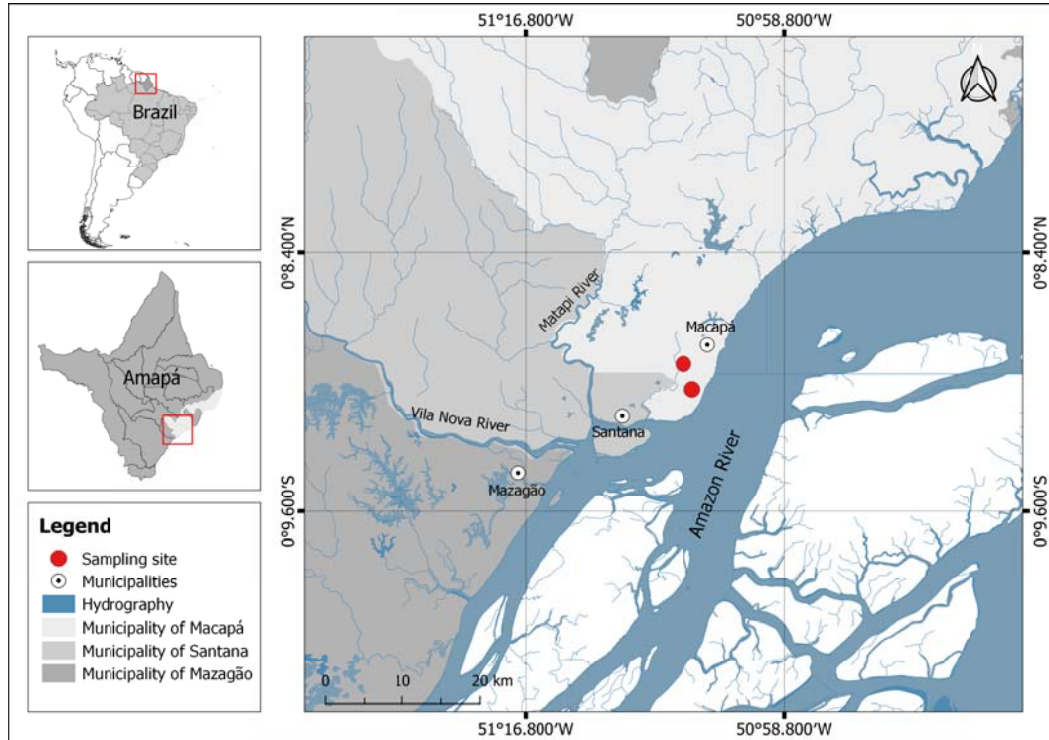 Brazil
Amapá
Legend
Sampling site
Municipalities
Hydrography
Municipality of Macapá
Municipality of Santana
Municipality of Mazagão
51°16.800'W
50°58.800'W
N
0°8.400'N
0°8.400'N
Matapi River
Macapá
Vila Nova River
Santana
Mazagão
Amazon River
0°9.600'S
0°9.600'S
0
10
20 km
51°16.800'W
50°58.800'W